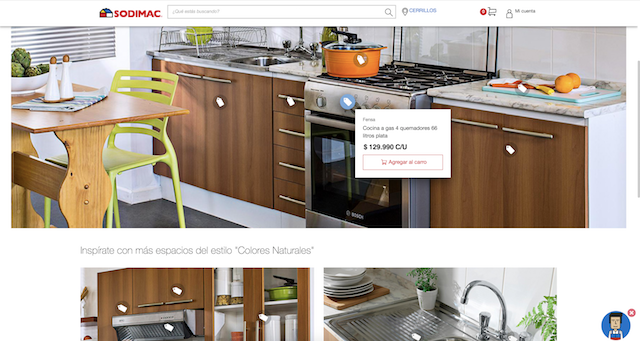 SODIMAC
¿Qué estás buscando?
CERRILLOS
0
Mi cuenta
Fensa
Cocina a gas 4 quemadores 66
litros plata
$ 129.990 C/U
Agregar al carro
BOSCH
Inspírate con más espacios del estilo "Colores Naturales"